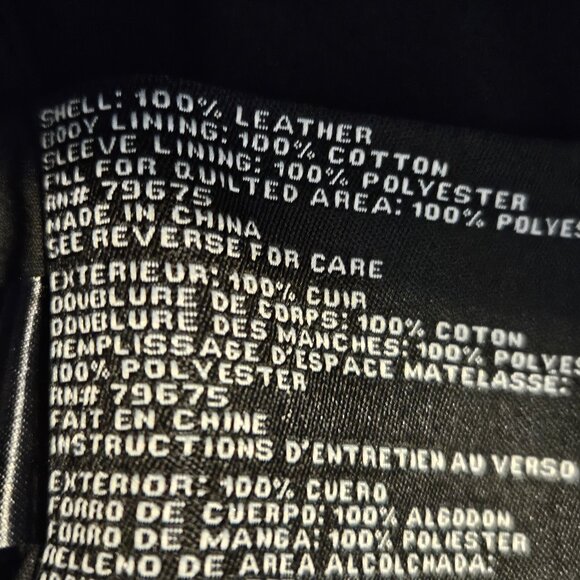 SHELL: 100% LEATHER
BODY LINING: 100% COTTON
SLEEVE LINING: 100% POLYESTER
FILL FOR QUILTED AREA: 100% POLYES
RN# 79675
MADE IN CHINA
SEE REVERSE FOR CARE
EXTERIEUR: 100% CUIR
DOUBLURE DE CORPS: 100% COTON
DOUBLURE DES MANCHES: 100% POLYES
REMPLISSAGE D'ESPACE MATELASSE:
100% POLYESTER
RN# 79675
FAIT EN CHINE
INSTRUCTIONS D'ENTRETIEN AU VERSO
EXTERIOR: 100% CUERO
FORRO DE CUERPO: 100% ALGODON
FORRO DE MANGA: 100% POLYES
RELLENO DE AREA ALCOLCHADA: